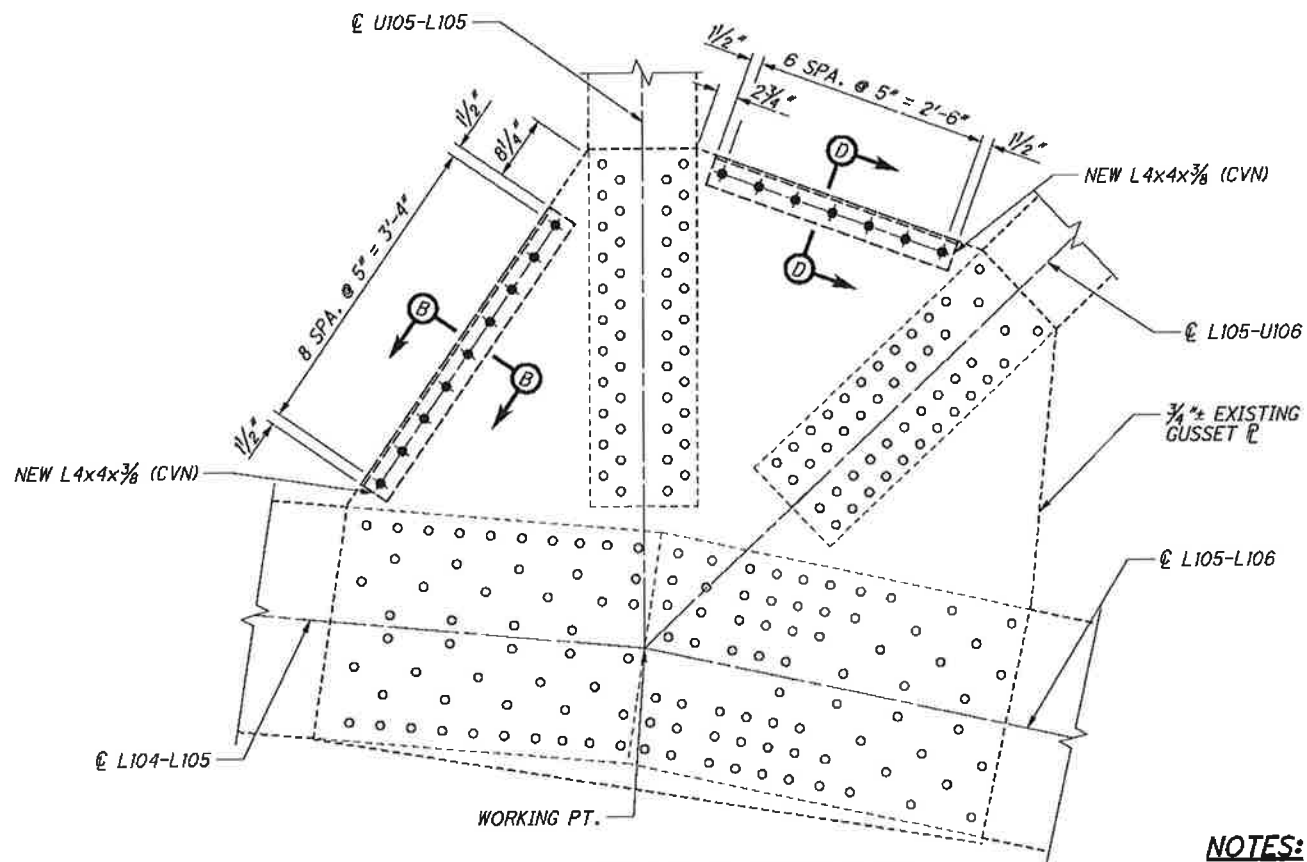 ℄ U105-L105
1½"
8¼"
8 SPA. @ 5" = 3'-4"
1½"
1½"
6 SPA. @ 5" = 2'-6"
2¾"
1½"
D
D
B
B
NEW L4x4x⅜ (CVN)
NEW L4x4x⅜ (CVN)
℄ L105-U106
¾"± EXISTING
GUSSET ⅊
℄ L105-L106
℄ L104-L105
WORKING PT.
NOTES: